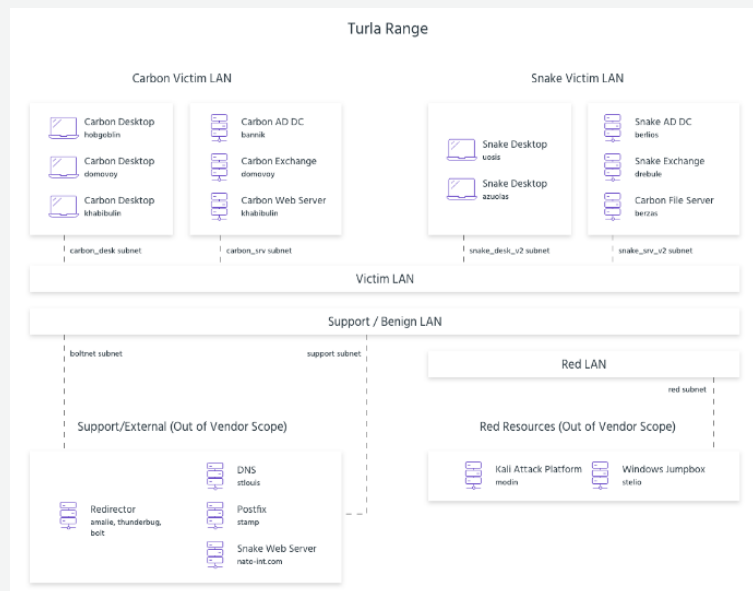 Turla Range
Carbon Victim LAN
Carbon Desktop
hobgoblin
Carbon Desktop
domovoy
Carbon Desktop
khabibulin
Carbon AD DC
bannik
Carbon Exchange
domovoy
Carbon Web Server
khabibulin
carbon_desk subnet
carbon_srv subnet
Snake Victim LAN
Snake Desktop
uosis
Snake Desktop
azuolas
Snake AD DC
berlios
Snake Exchange
drebule
Carbon File Server
berzas
snake_desk_v2 subnet
snake_srv_v2 subnet
Victim LAN
Support / Benign LAN
boltnet subnet
support subnet
Red LAN
red subnet
Support/External (Out of Vendor Scope)
Redirector
amalie, thunderbug,
bolt
DNS
stlouis
Postfix
stamp
Snake Web Server
nato-int.com
Red Resources (Out of Vendor Scope)
Kali Attack Platform
modin
Windows Jumpbox
stelio